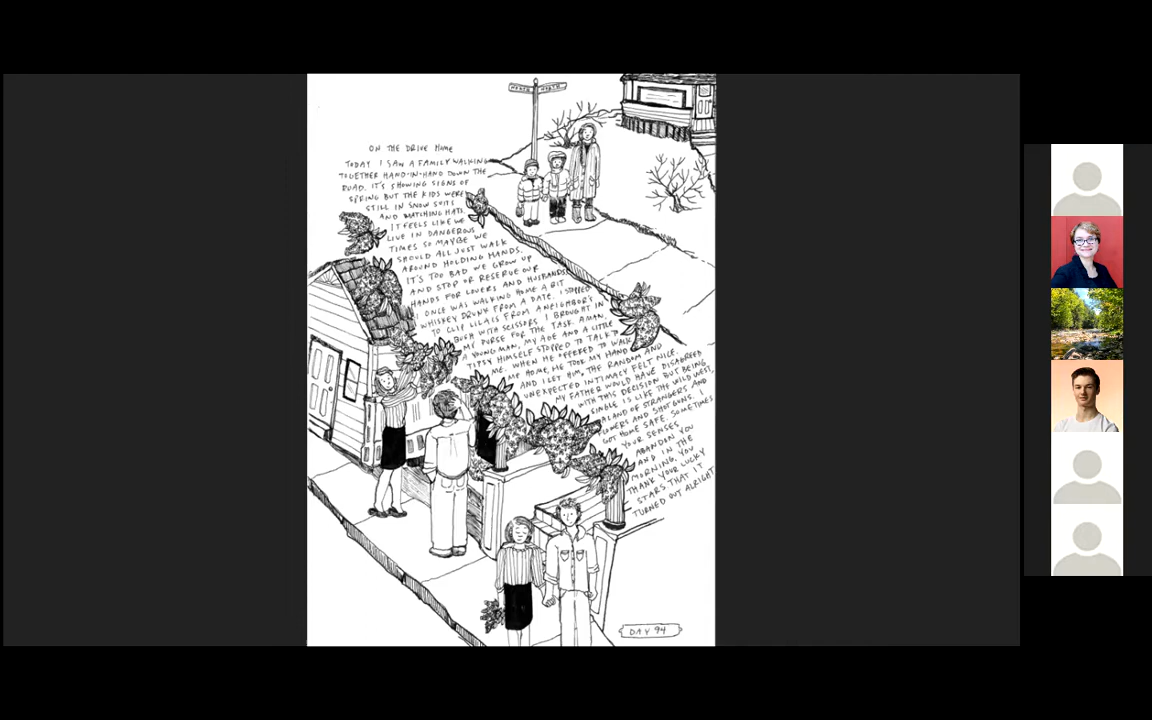 NORTH NORTH
ON THE DRIVE HOME
TODAY I SAW A FAMILY WALKING
TOGETHER HAND-IN-HAND DOWN THE
ROAD. IT'S SHOWING SIGNS OF
SPRING BUT THE KIDS WERE
STILL IN SNOW SUITS
AND MATCHING HATS.
IT FEELS LIKE WE
LIVE IN DANGEROUS
TIMES SO MAYBE WE
SHOULD ALL JUST WALK
AROUND HOLDING HANDS.
IT'S TOO BAD WE GROW UP
AND STOP OR RESERVE OUR
HANDS FOR LOVERS AND HUSBANDS.
I ONCE WAS WALKING HOME A BIT
WHISKEY DRUNK FROM A DATE. I STOPPED
TO CLIP LILACS FROM A NEIGHBOR'S
BUSH WITH SCISSORS I BROUGHT IN
MY PURSE FOR THE TASK. A MAN,
A YOUNG MAN, MY AGE AND A LITTLE
TIPSY HIMSELF STOPPED TO TALK TO
ME. WHEN HE OFFERED TO WALK
ME HOME, HE TOOK MY HAND
AND I LET HIM. THE RANDOM AND
UNEXPECTED INTIMACY FELT NICE.
MY FATHER WOULD HAVE DISAGREED
WITH THIS DECISION BUT BEING
SINGLE IS LIKE THE WILD WEST,
A LAND OF STRANGERS AND
LOWERS AND SHOTGUNS.
GOT HOME SAFE. SOMETIMES
YOUR SENSES
ABANDON YOU
AND IN THE
MORNING, YOU
THANK YOUR LUCKY
STARS THAT IT
TURNED OUT ALRIGHT.
DAY 94